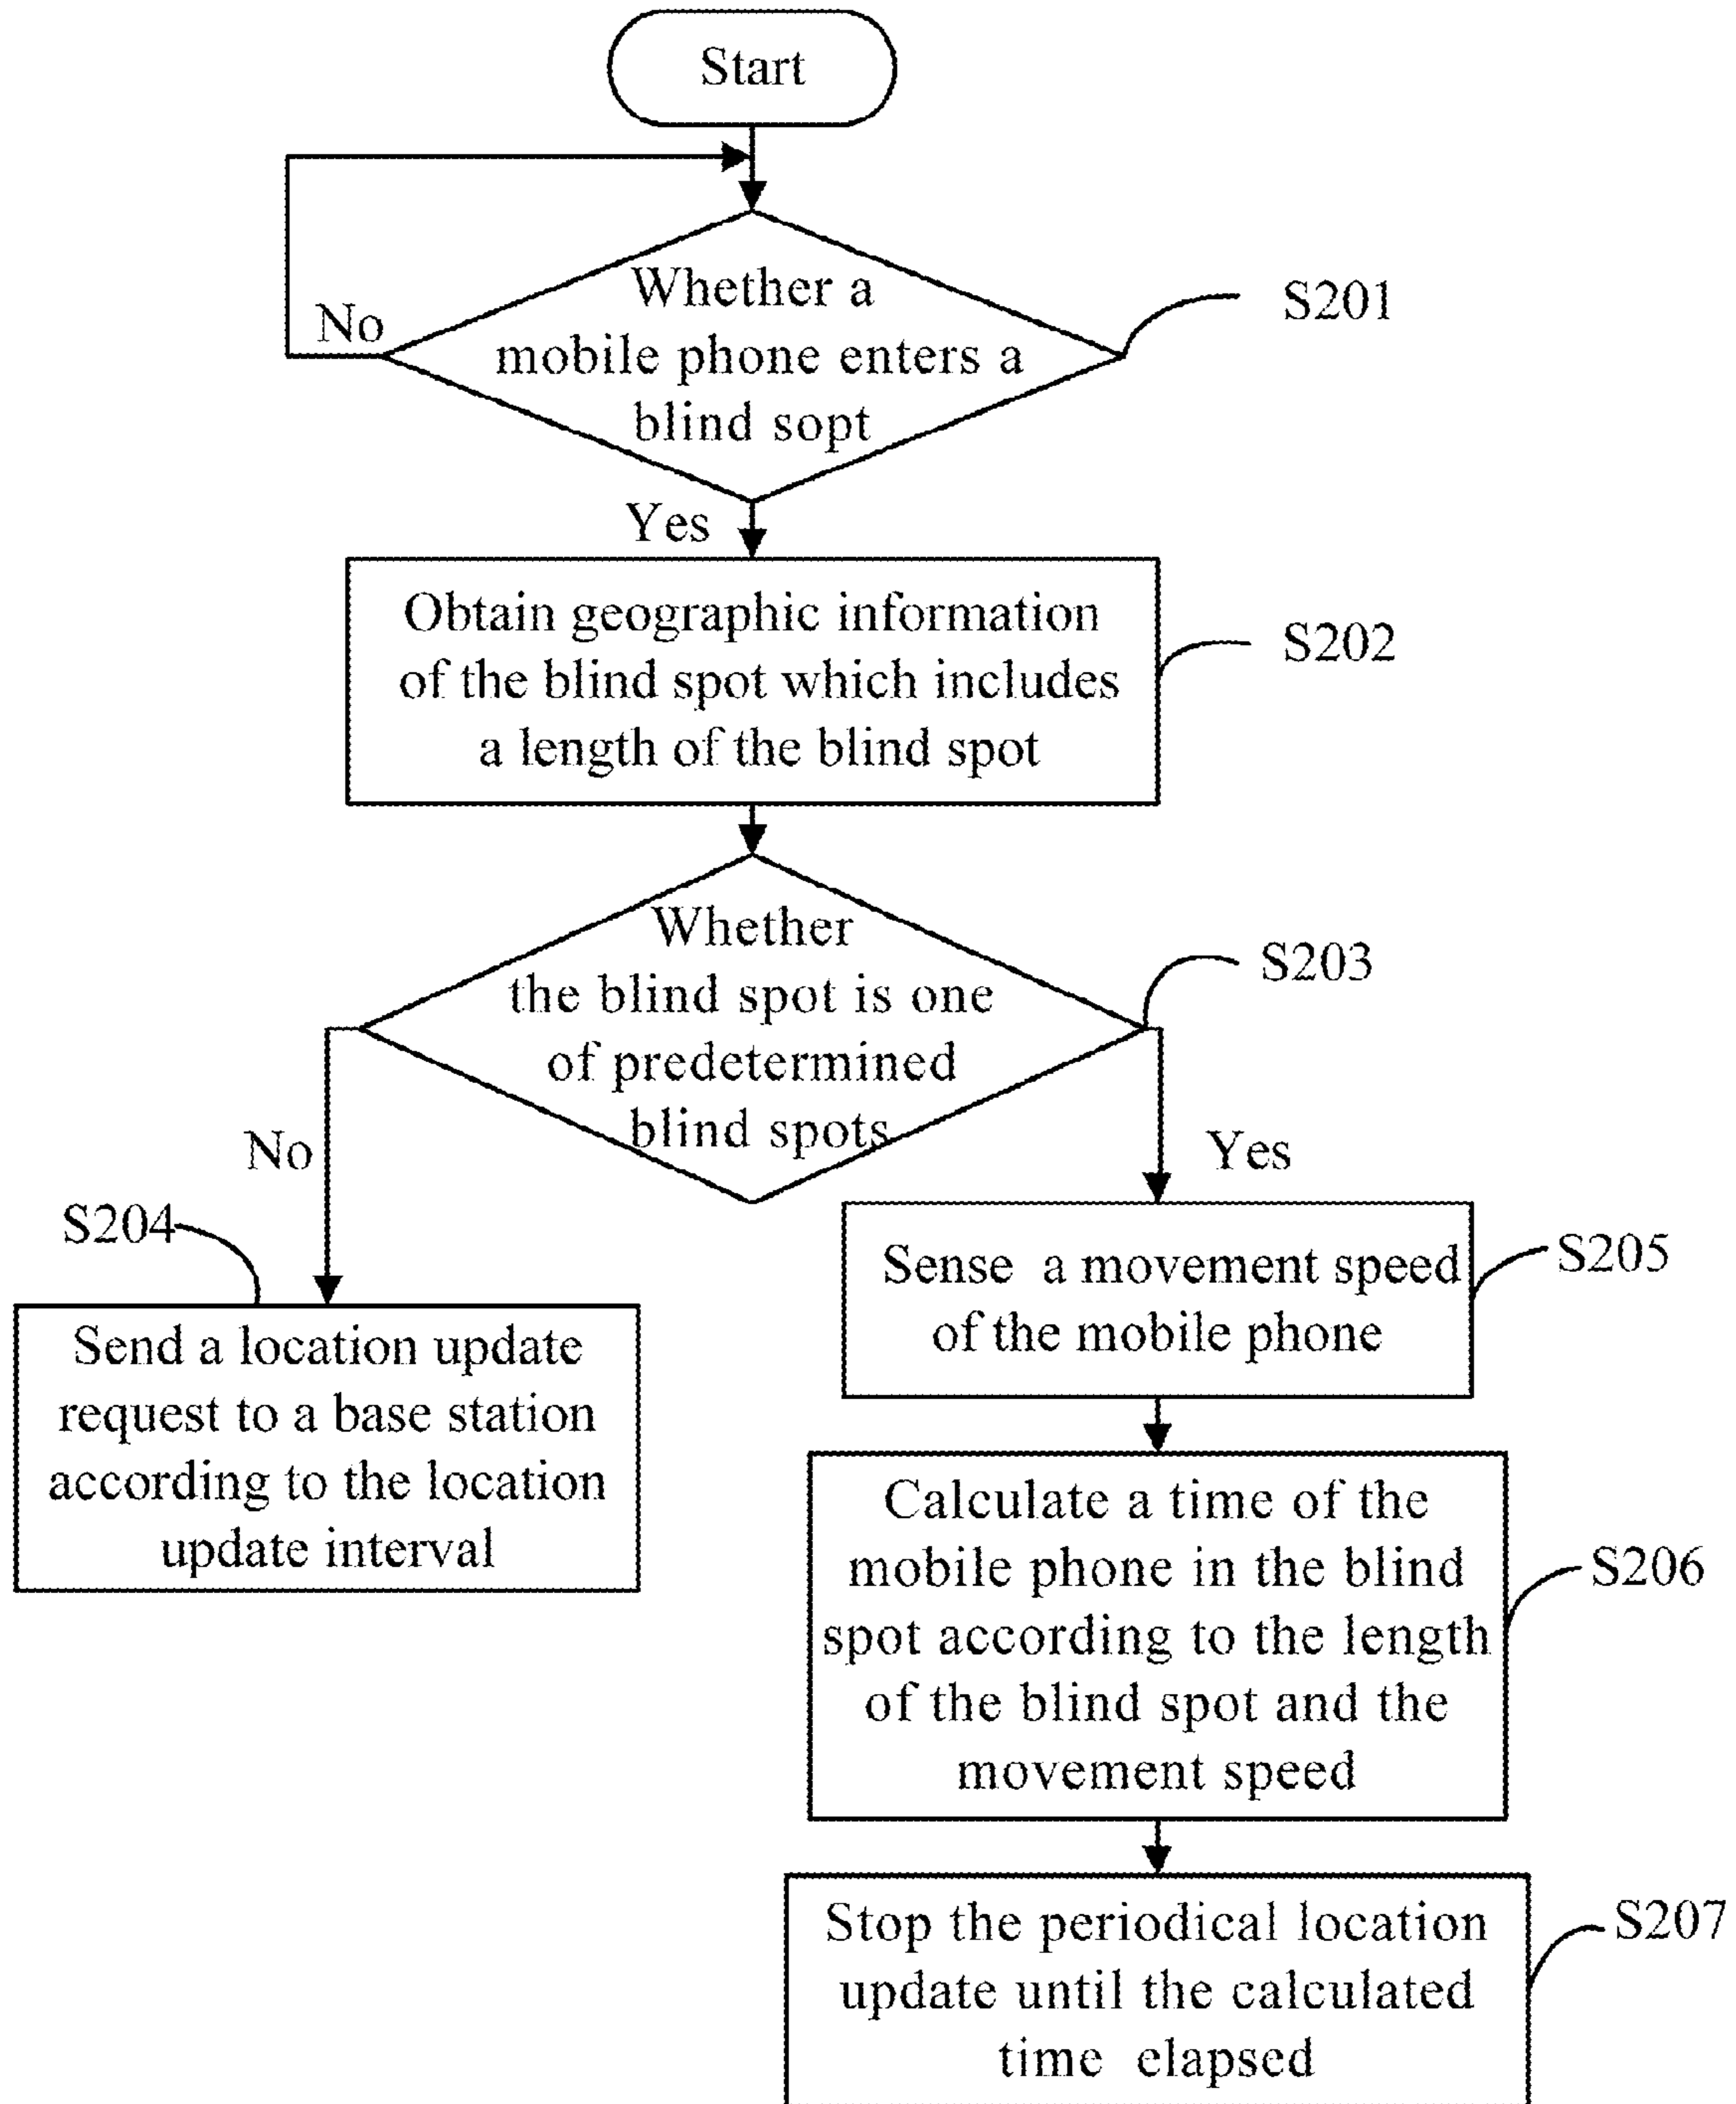 Start
Whether a
mobile phone enters a
blind sopt
S201
No
Yes
Obtain geographic information
of the blind spot which includes
a length of the blind spot
S202
Whether
the blind spot is one
of predetermined
blind spots
S203
No
Yes
S204
Send a location update
request to a base station
according to the location
update interval
Sense a movement speed
of the mobile phone
S205
Calculate a time of the
mobile phone in the blind
spot according to the length
of the blind spot and the
movement speed
S206
Stop the periodical location
update until the calculated
time elapsed
S207